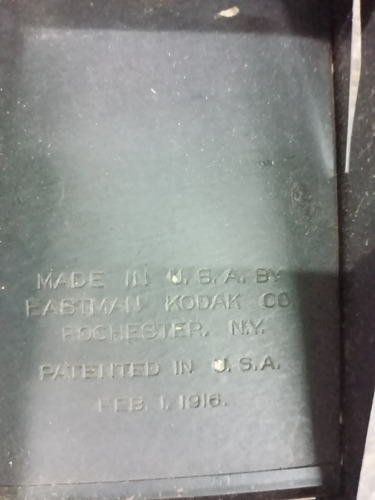 MADE IN U.S.A. BY
EASTMAN KODAK CO.
ROCHESTER, N.Y.
PATENTED IN U.S.A.
FEB. 1, 1916.